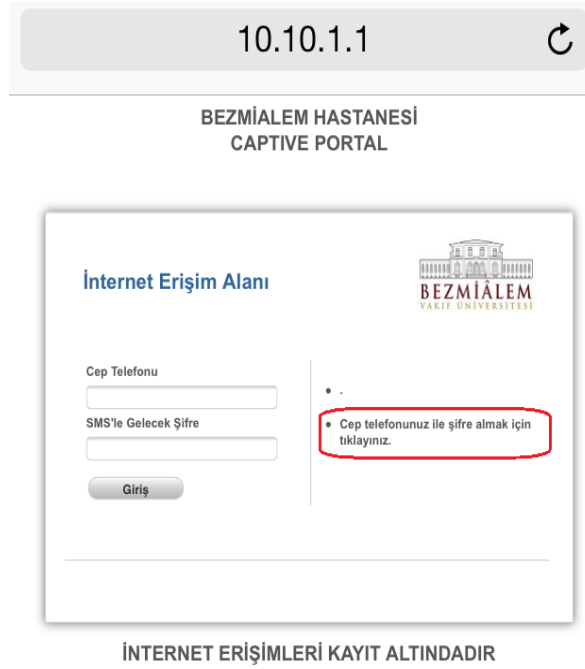 10.10.1.1
BEZMİALEM HASTANESİ
CAPTIVE PORTAL
İnternet Erişim Alanı
BEZMİÂLEM
VAKIF ÜNİVERSİTESİ
Cep Telefonu
SMS'le Gelecek Şifre
Giriş
.
Cep telefonunuz ile şifre almak için
tıklayınız.
İNTERNET ERİŞİMLERİ KAYIT ALTINDADIR